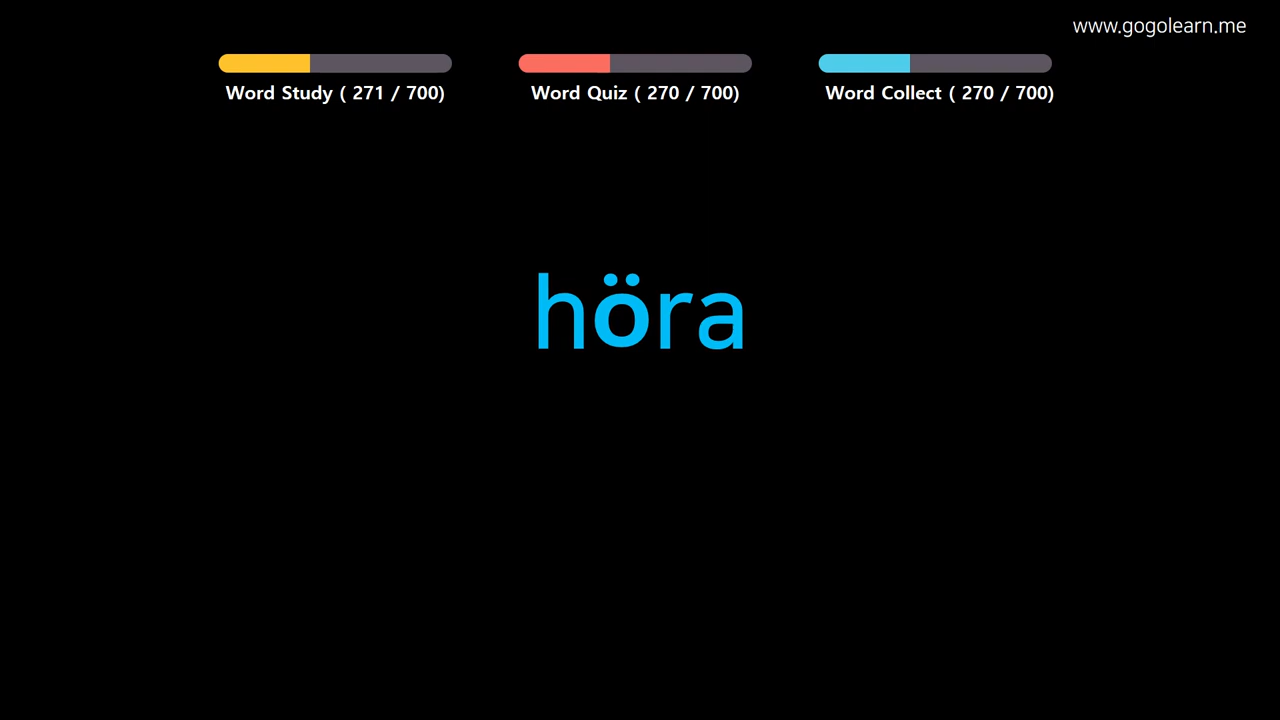 www.gogolearn.me
Word Study ( 271 / 700)
Word Quiz ( 270 / 700)
Word Collect ( 270 / 700)
höra